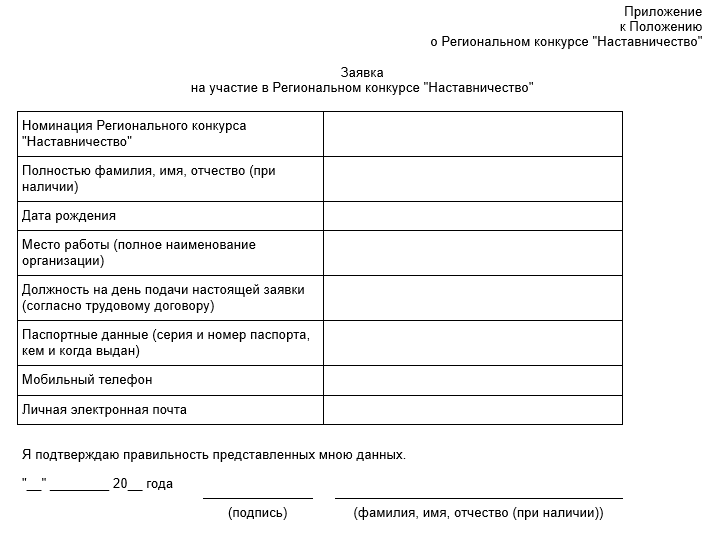 Приложение
к Положению
о Региональном конкурсе "Наставничество"
Заявка
на участие в Региональном конкурсе "Наставничество"
Номинация Регионального конкурса
"Наставничество"
Полностью фамилия, имя, отчество (при
наличии)
Дата рождения
Место работы (полное наименование
организации)
Должность на день подачи настоящей заявки
(согласно трудовому договору)
Паспортные данные (серия и номер паспорта,
кем и когда выдан)
Мобильный телефон
Личная электронная почта
Я подтверждаю правильность представленных мною данных.
"__" ________ 20__ года
(подпись) (фамилия, имя, отчество (при наличии))